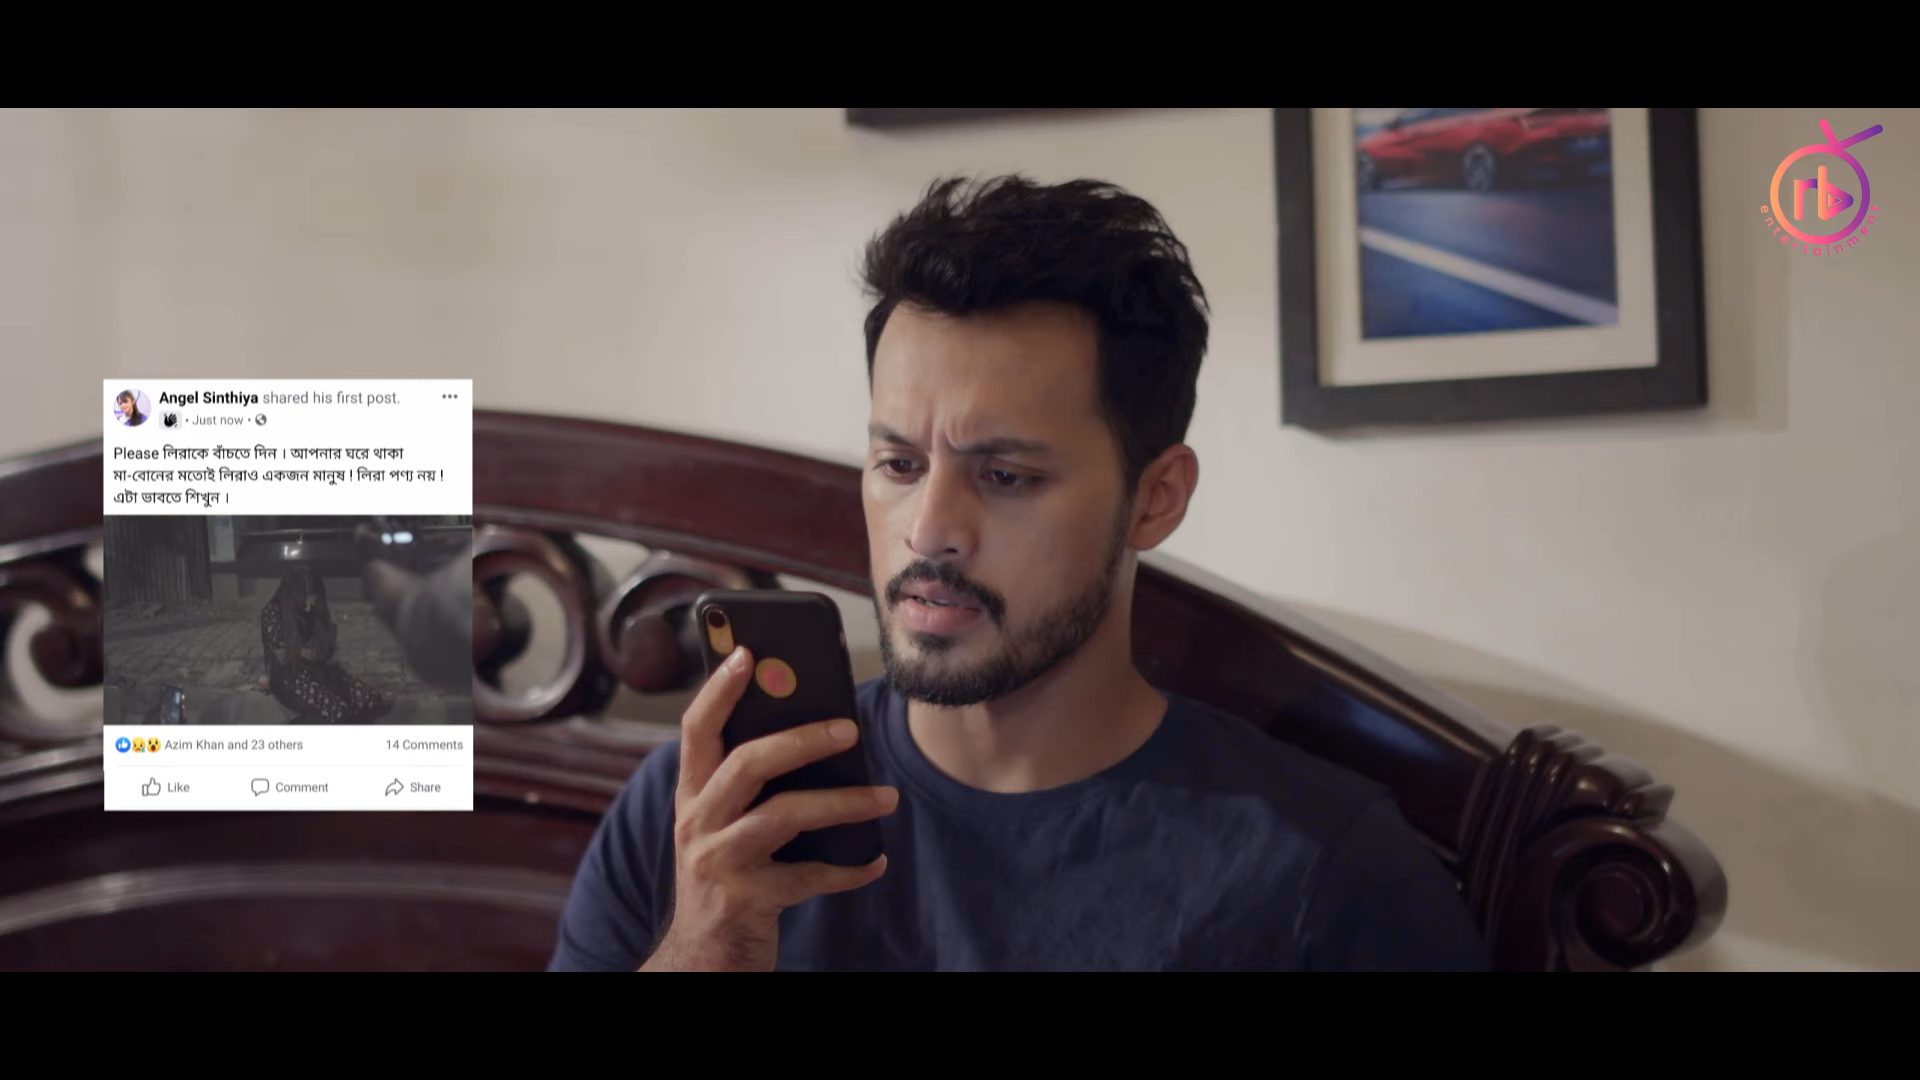 rb
entertainment
Angel Sinthiya shared his first post.
• Just now •
Please লিরাকে বাঁচতে দিন । আপনার ঘরে থাকা
মা-বোনের মতোই লিরাও একজন মানুষ ! লিরা পণ্য নয় !
এটা ভাবতে শিখুন ।
Azim Khan and 23 others 14 Comments
Like Comment Share